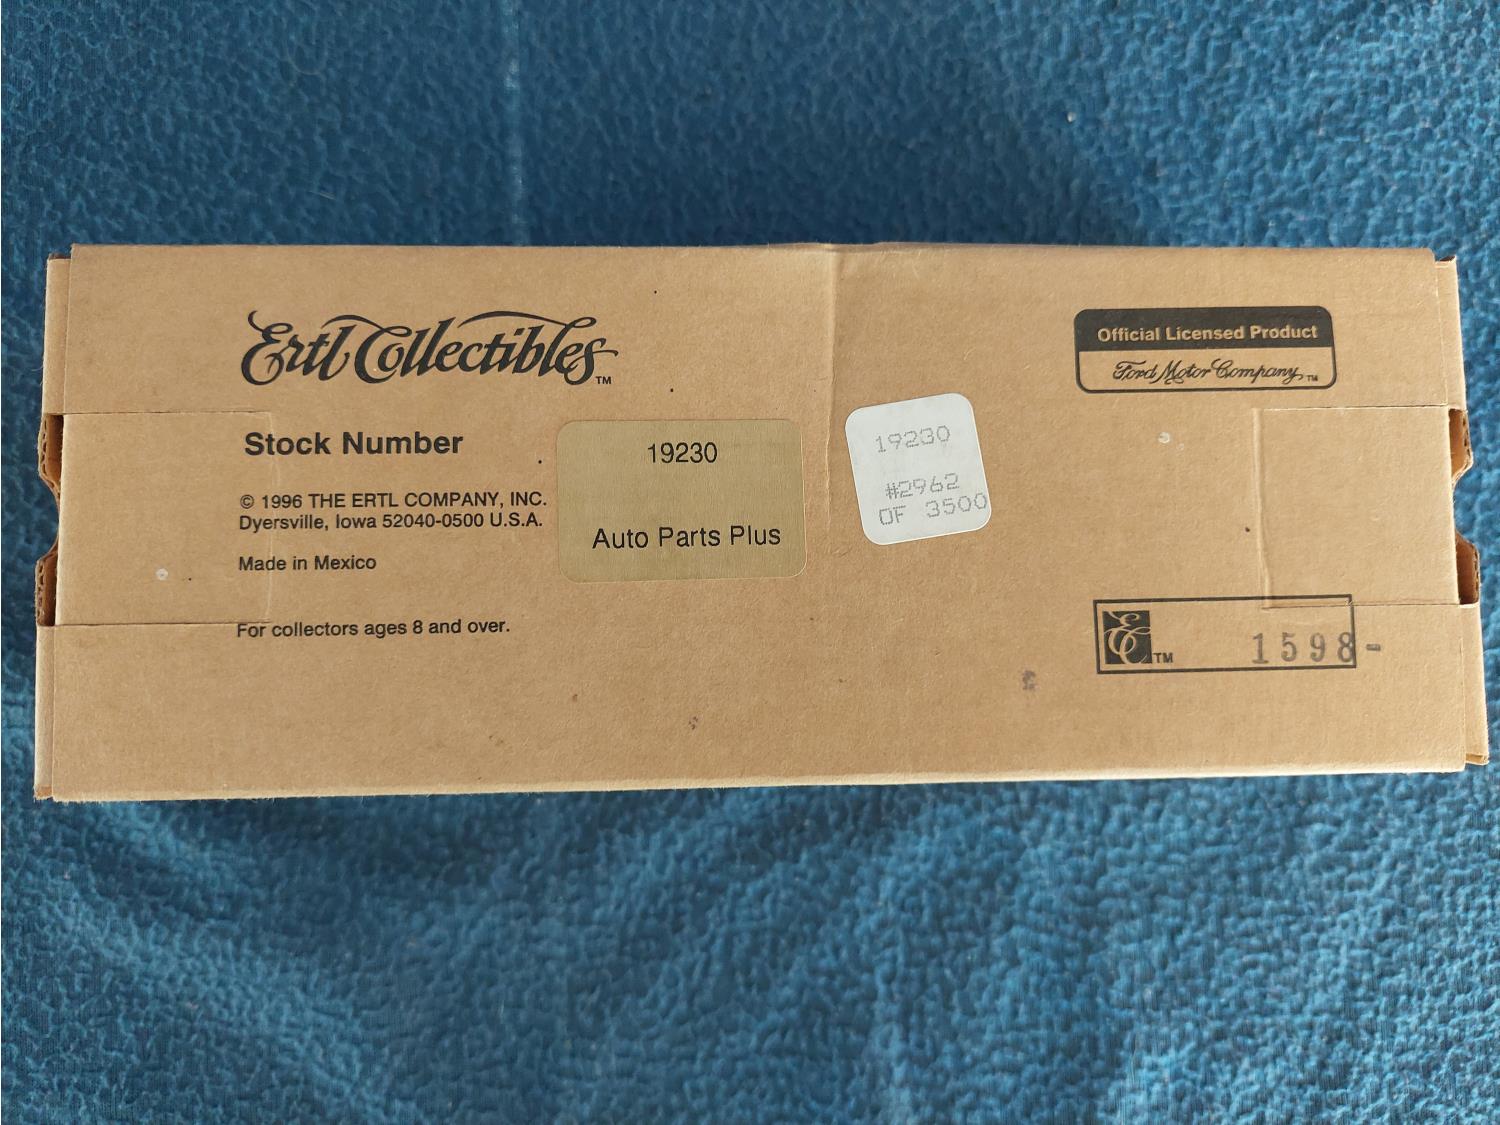 Ertl Collectibles™
Official Licensed Product
Ford Motor Company™
Stock Number
19230
Auto Parts Plus
19230
#2962
OF 3500
© 1996 THE ERTL COMPANY, INC.
Dyersville, Iowa 52040-0500 U.S.A.
Made in Mexico
For collectors ages 8 and over.
EC™ 1598-